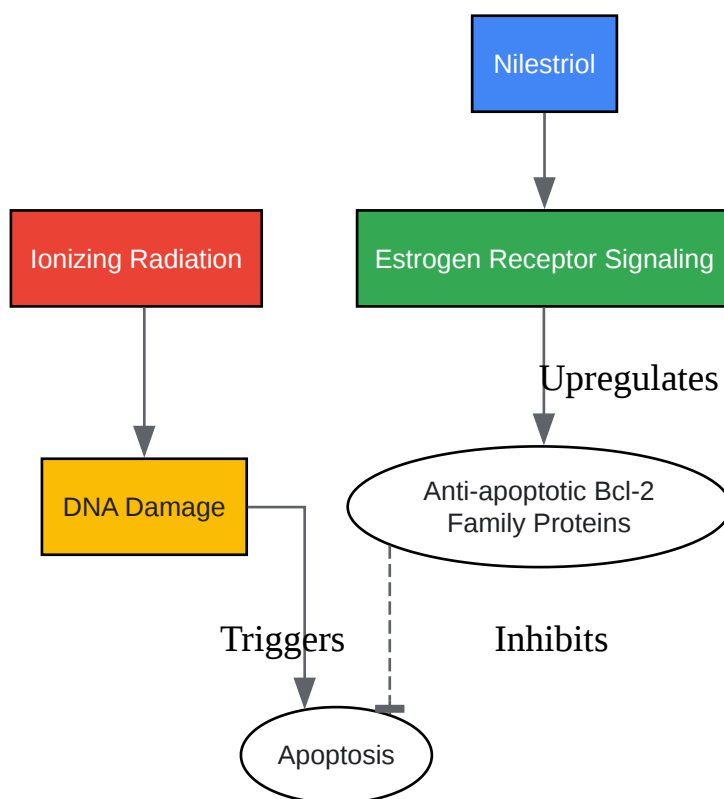 Nilestriol
Ionizing Radiation
Estrogen Receptor Signaling
Upregulates
DNA Damage
Anti-apoptotic Bcl-2
Family Proteins
Triggers
Inhibits
Apoptosis